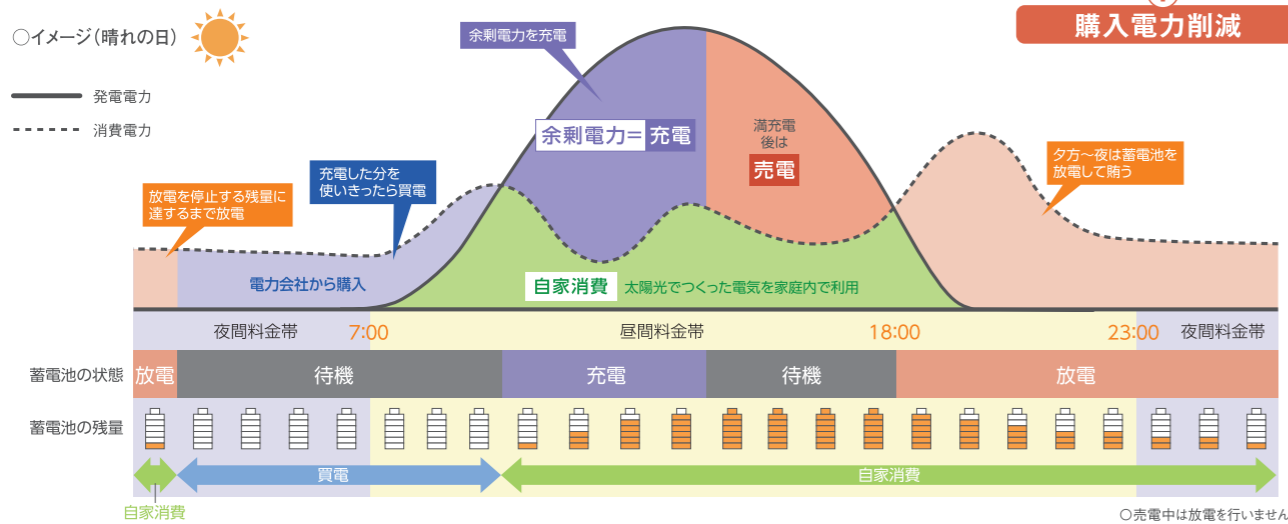 ○イメージ(晴れの日)
発電電力
消費電力
購入電力削減
余剰電力を充電
余剰電力=充電
満充電
後は
売電
充電した分を
使いきったら買電
放電を停止する残量に
達するまで放電
夕方~夜は蓄電池を
放電して賄う
電力会社から購入
自家消費 太陽光でつくった電気を家庭内で利用
夜間料金帯 7:00 昼間料金帯 18:00 23:00 夜間料金帯
蓄電池の状態 放電 待機 充電 待機 放電
蓄電池の残量
買電 自家消費
自家消費
○売電中は放電を行いません